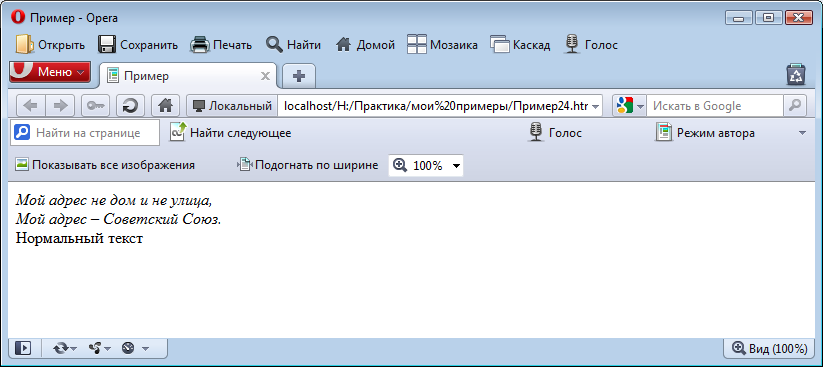 Пример - Opera
Открыть Сохранить Печать Найти Домой Мозаика Каскад Голос
Меню Пример
Локальный localhost/H:/Практика/мои%20примеры/Пример24.htm Искать в Google
Найти на странице Найти следующее Голос Режим автора
Показывать все изображения Подогнать по ширине 100%
Мой адрес не дом и не улица,
Мой адрес – Советский Союз.
Нормальный текст
Вид (100%)